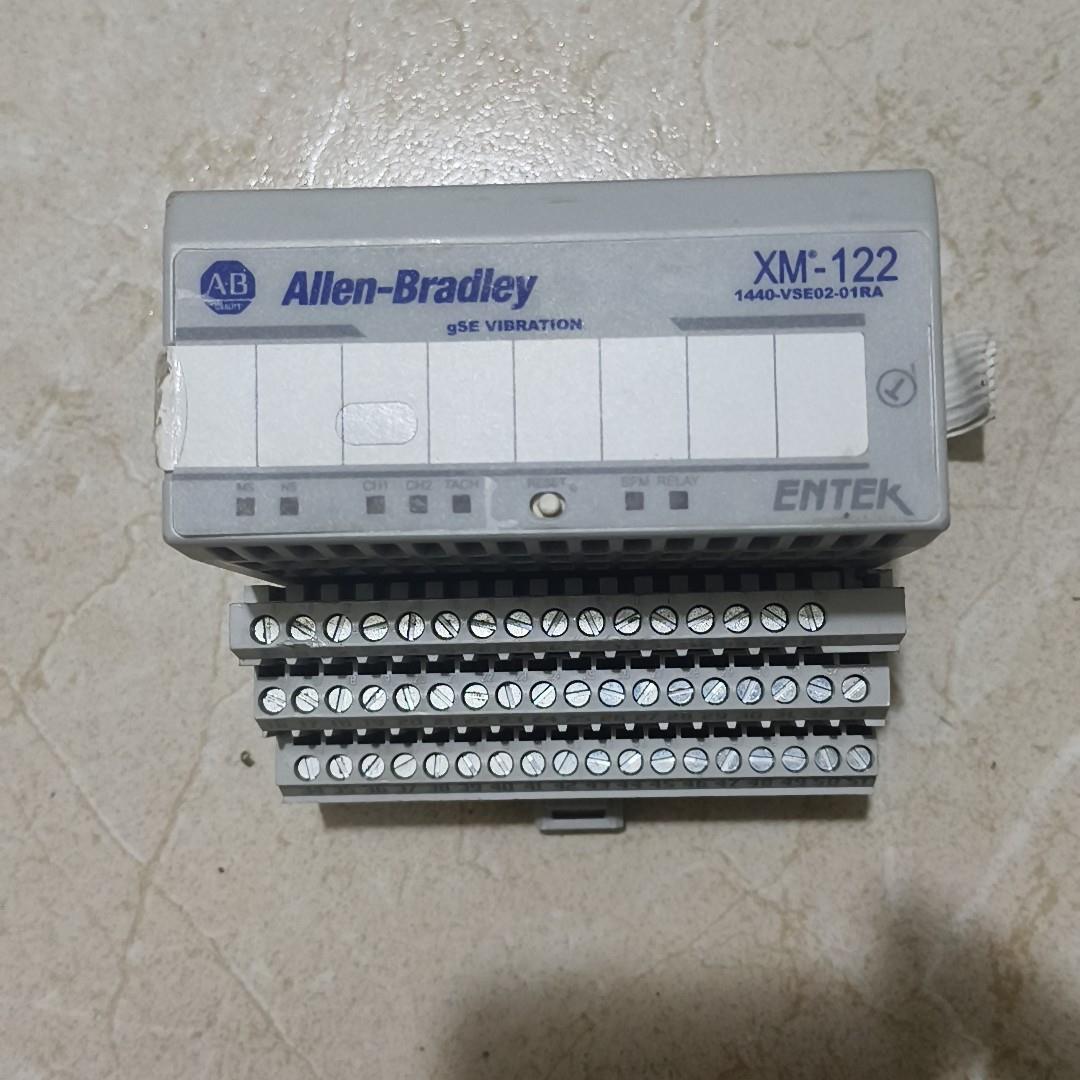 AB
QUALITY
Allen-Bradley
XM®-122
1440-VSE02-01RA
gSE VIBRATION
MS NS CH1 CH2 TACH RESET SPM RELAY
ENTEK